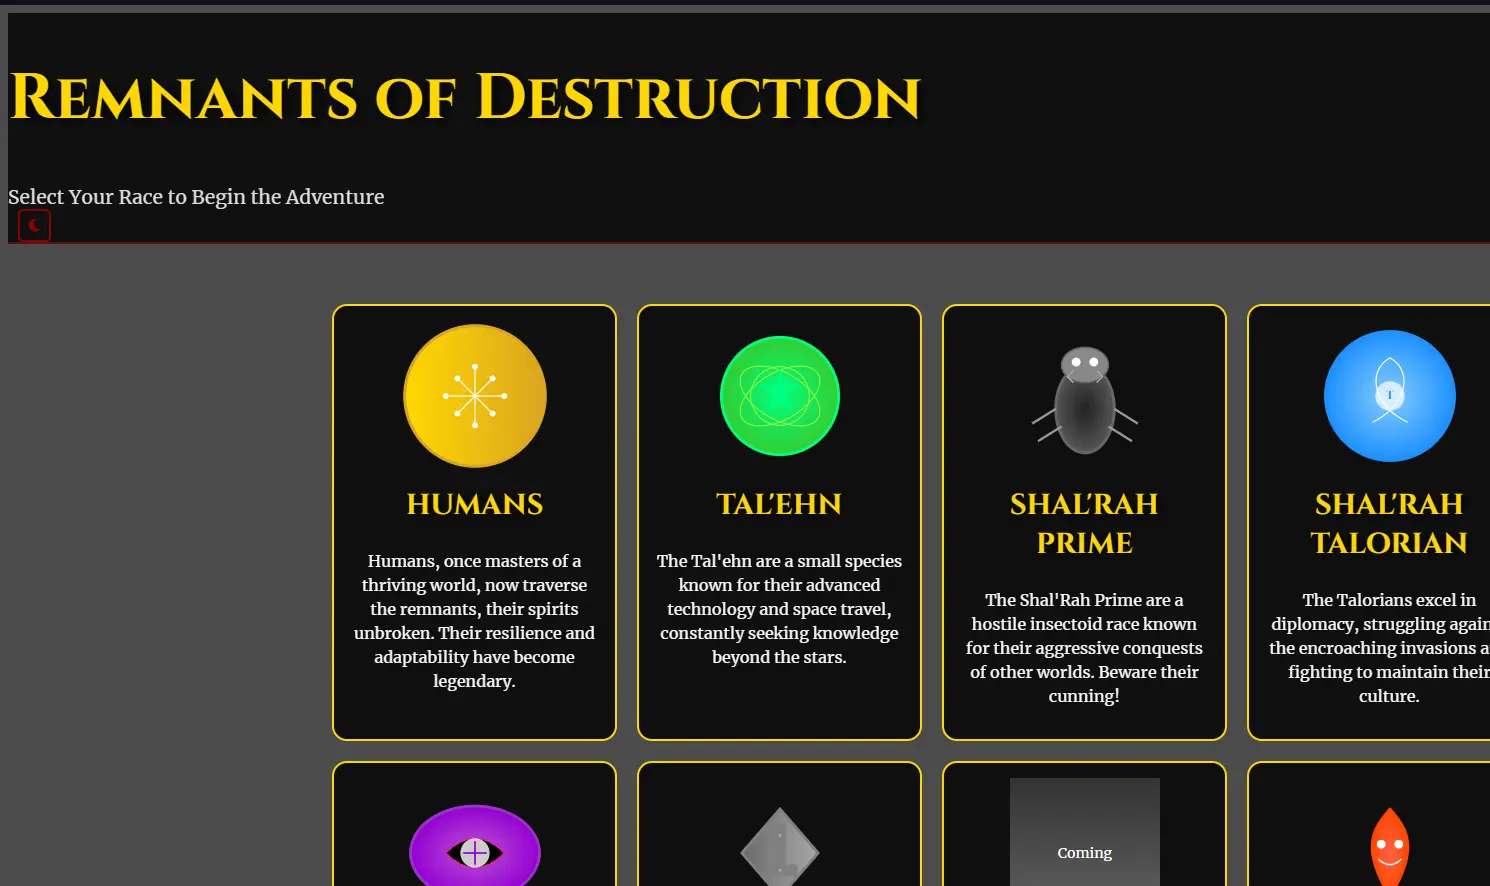 Remnants of Destruction
Select Your Race to Begin the Adventure
T
HUMANS
Humans, once masters of a
thriving world, now traverse
the remnants, their spirits
unbroken. Their resilience and
adaptability have become
legendary.
TAL'EHN
The Tal'ehn are a small species
known for their advanced
technology and space travel,
constantly seeking knowledge
beyond the stars.
SHAL'RAH
PRIME
The Shal'Rah Prime are a
hostile insectoid race known
for their aggressive conquests
of other worlds. Beware their
cunning!
SHAL'RAH
TALORIAN
The Talorians excel in
diplomacy, struggling again
the encroaching invasions a
fighting to maintain their
culture.
Coming